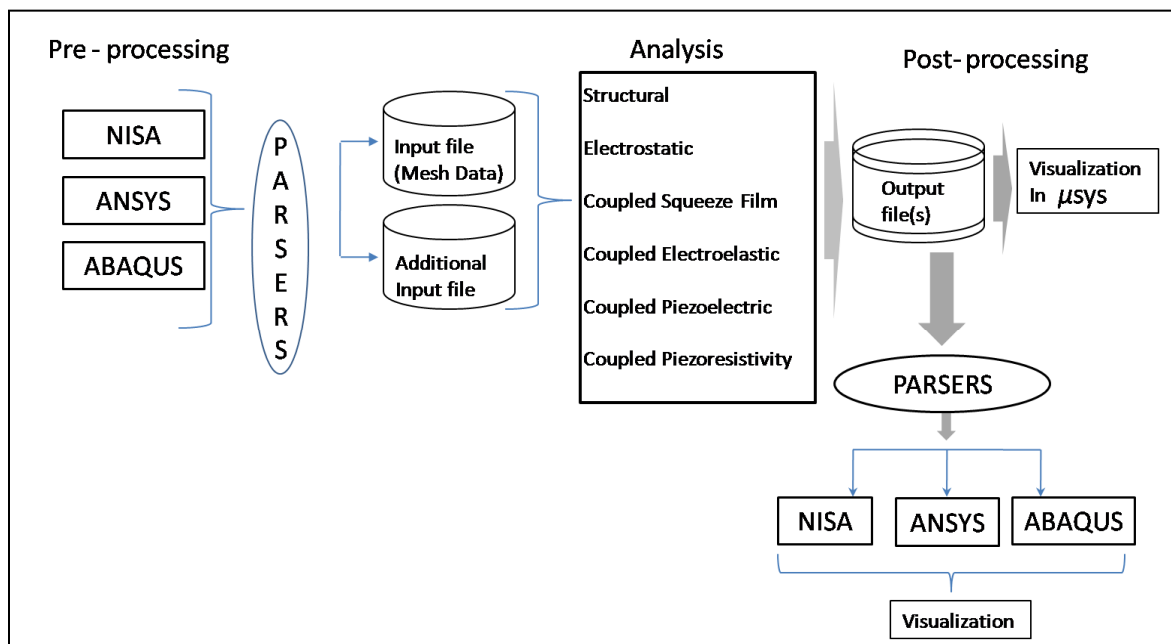 Pre - processing
NISA
ANSYS
ABAQUS
PARSERS
Input file
(Mesh Data)
Additional
Input file
Analysis
Structural
Electrostatic
Coupled Squeeze Film
Coupled Electroelastic
Coupled Piezoelectric
Coupled Piezoresistivity
Post- processing
Output
file(s)
Visualization
In μsys
PARSERS
NISA
ANSYS
ABAQUS
Visualization